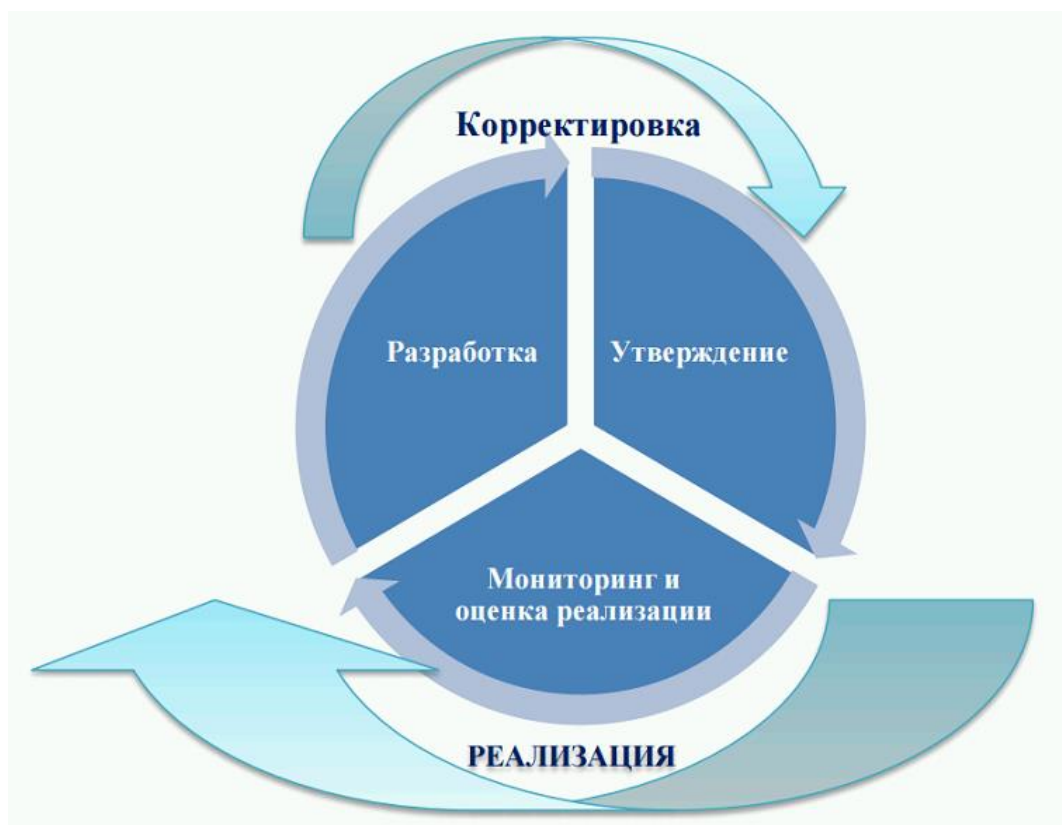 Корректировка
Разработка
Утверждение
Мониторинг и
оценка реализации
РЕАЛИЗАЦИЯ